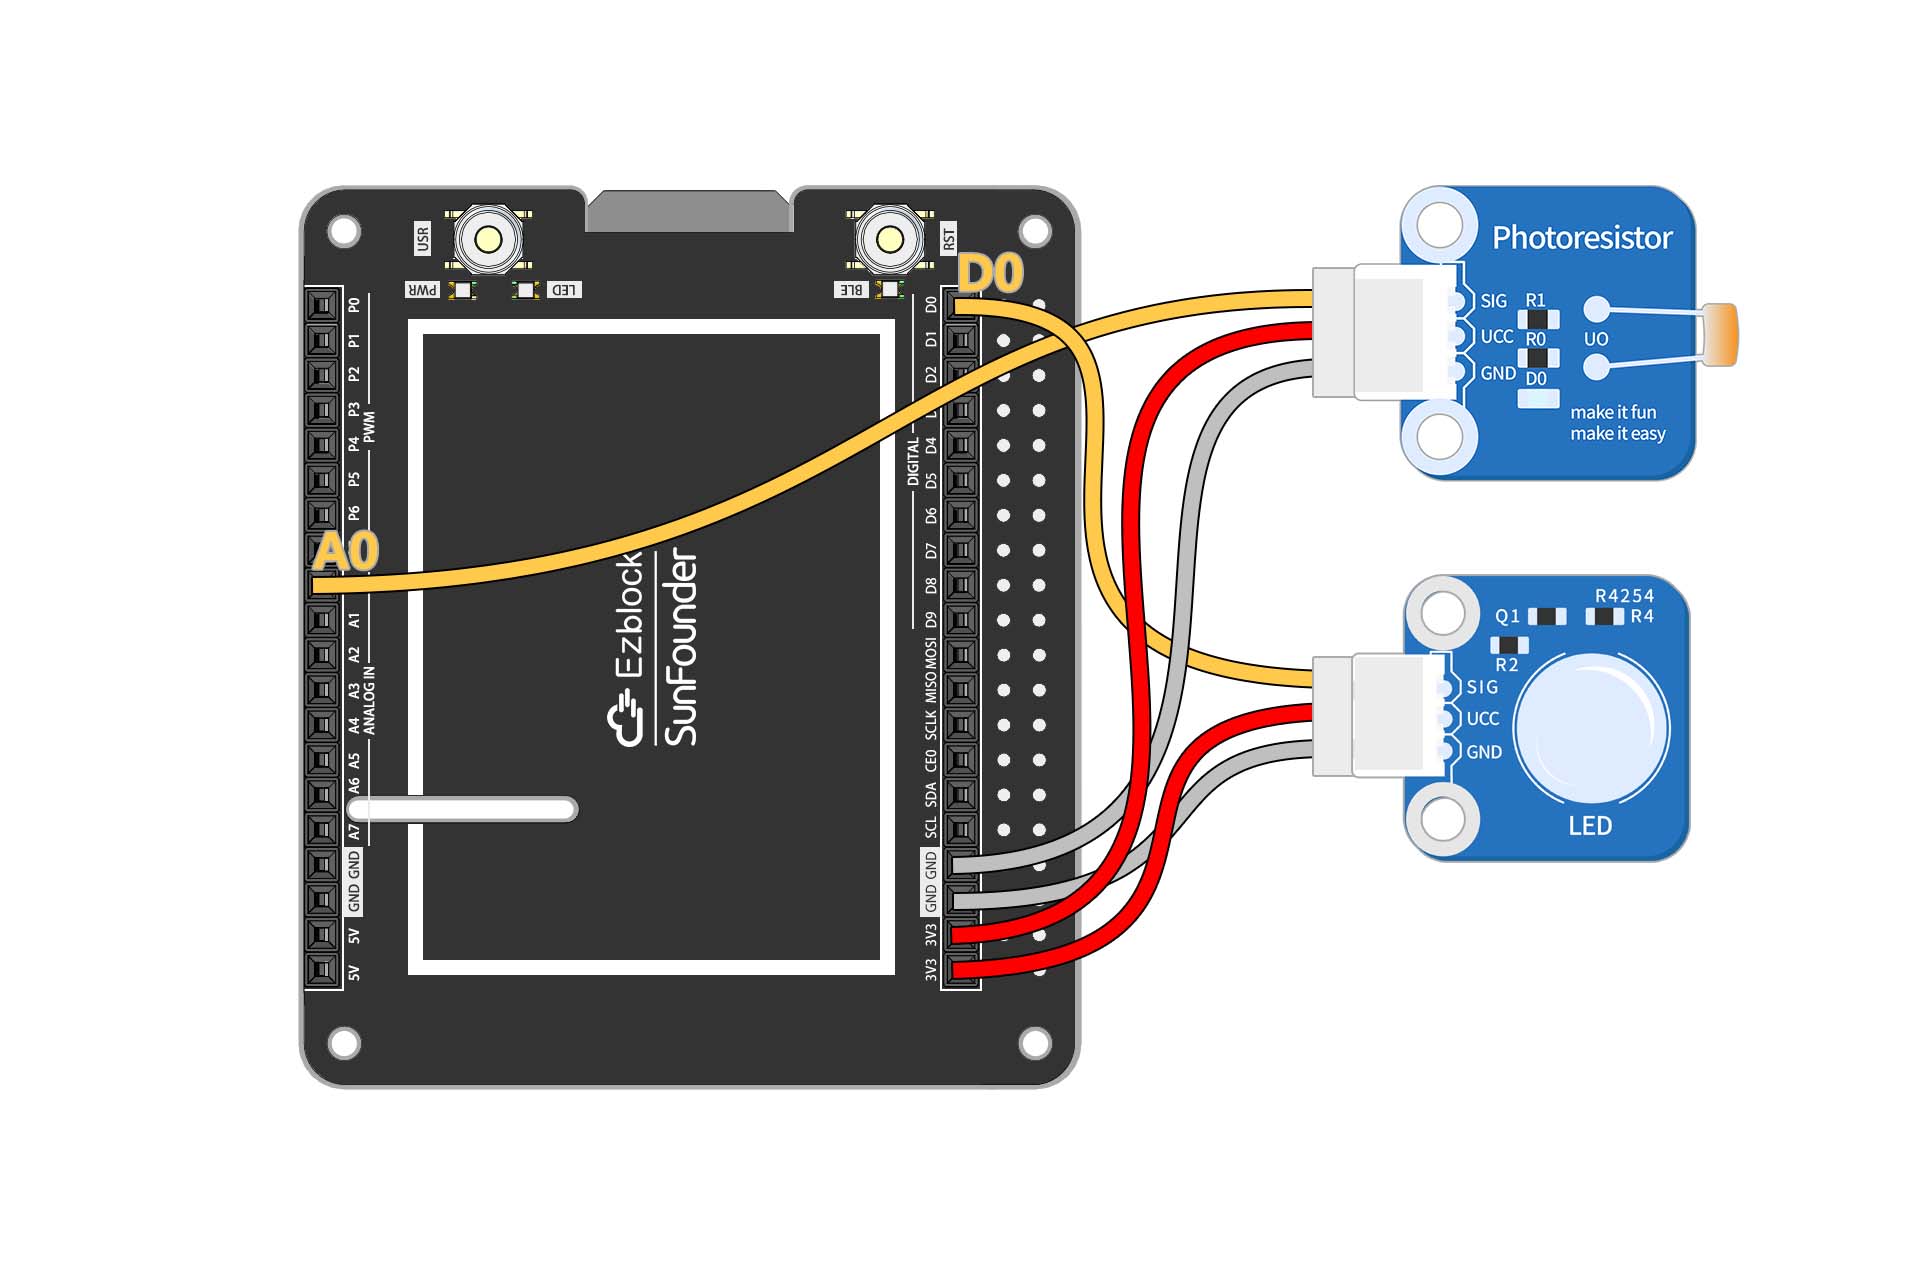 USR
PWR
LED
BLE
RST
D0
A0
P0
P1
P2
P3
P4
P5
P6
PWM
A1
A2
A3
A4
A5
A6
A7
ANALOG IN
GND
GND
5V
5V
Ezblock
SunFounder
D0
D1
D2
D4
D5
D6
D7
D8
D9
DIGITAL
MOSI
MISO
SCLK
CE0
SDA
SCL
GND
GND
3V3
3V3
Photoresistor
SIG
UCC
GND
R1
R0
D0
UO
make it fun
make it easy
R4254
Q1
R4
R2
SIG
UCC
GND
LED